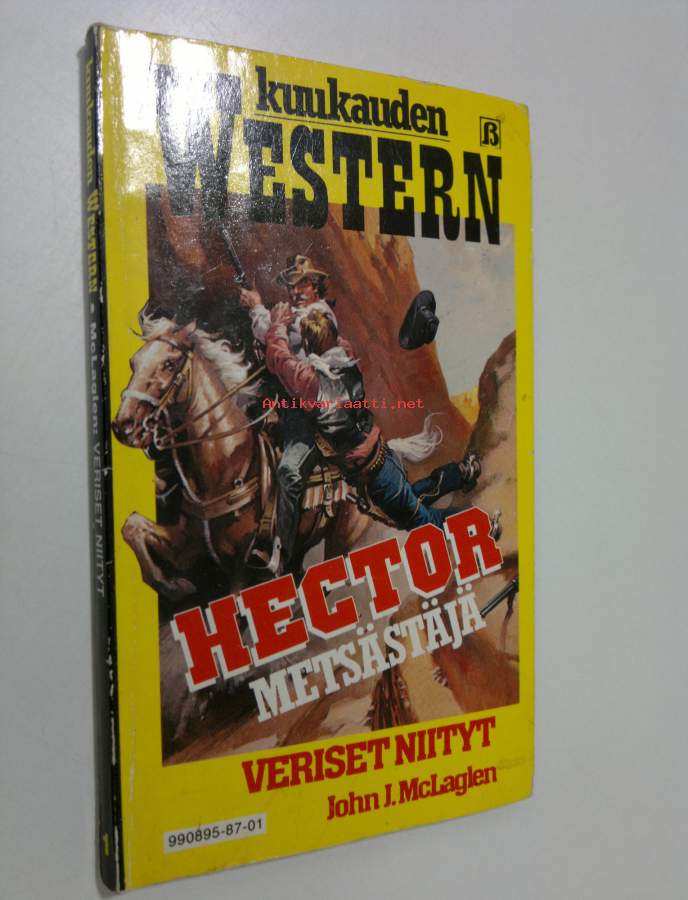 kuukauden
WESTERN
B
Antikvariaatti.net
HECTOR
METSÄSTÄJÄ
VERISET NIITYT
John J. McLaglen
990895-87-01
kuukauden WESTERN • McLaglen: VERISET NIITYT
1